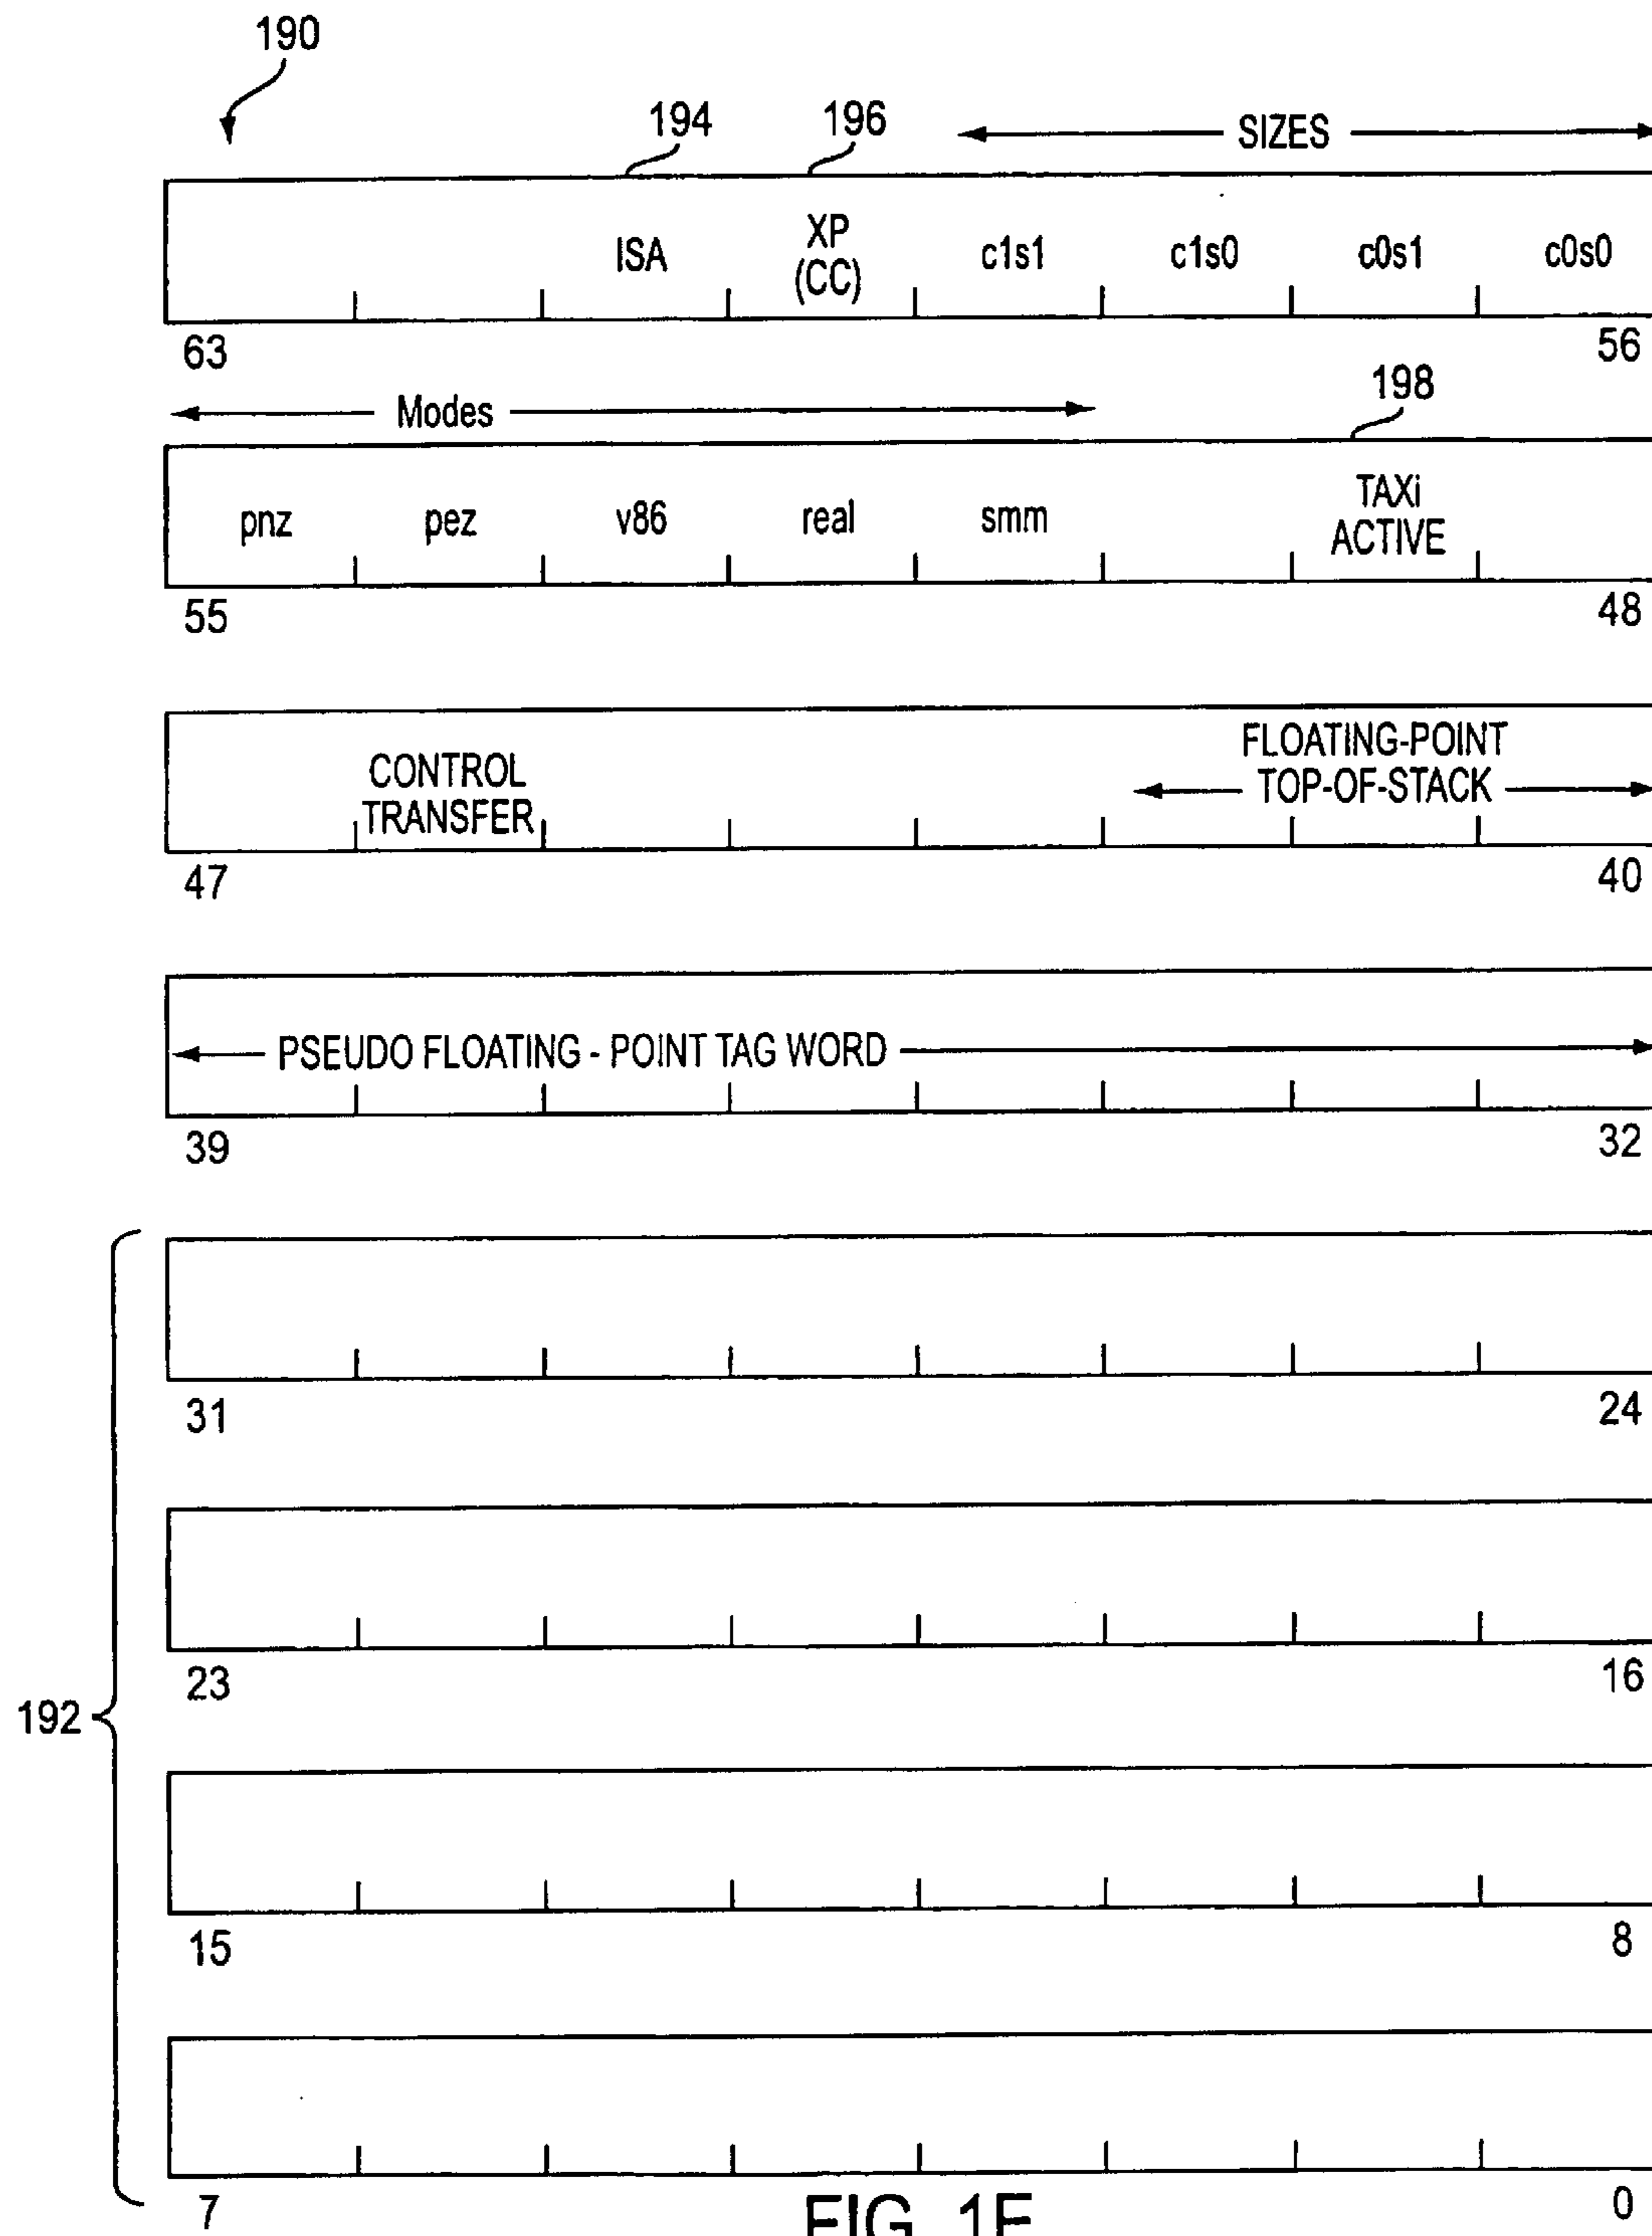 190
194 196 SIZES
ISA XP (CC) c1s1 c1s0 c0s1 c0s0
63 56
Modes 198
pnz pez v86 real smm TAXi ACTIVE
55 48
CONTROL TRANSFER FLOATING-POINT TOP-OF-STACK
47 40
PSEUDO FLOATING - POINT TAG WORD
39 32
31 24
23 16
192
15 8
7 0
FIG. 1E